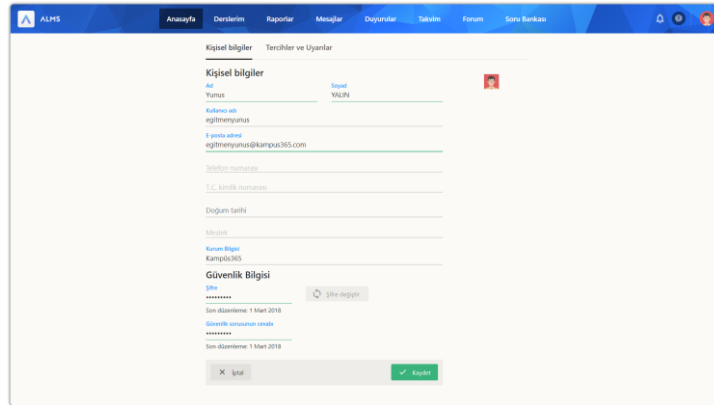 ALMS
Anasayfa Derslerim Raporlar Mesajlar Duyurular Takvim Forum Soru Bankası
Kişisel bilgiler Tercihler ve Uyarılar
Kişisel bilgiler
Ad Soyad
Yunus YALIN
Kullanıcı adı
egitmenyunus
E-posta adresi
egitmenyunus@kampus365.com
Telefon numarası
T.C. kimlik numarası
Doğum tarihi
Meslek
Kurum Bilgisi
Kampüs365
Güvenlik Bilgisi
Şifre
•••••••••
Şifre değiştir
Son düzenleme: 1 Mart 2018
Güvenlik sorusunun cevabı
•••••••••
Son düzenleme: 1 Mart 2018
İptal Kaydet